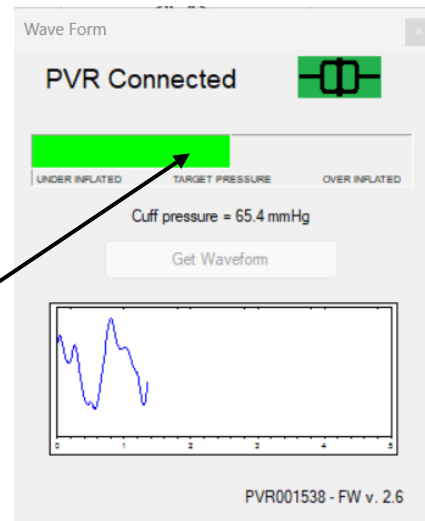 Wave Form
PVR Connected
UNDER INFLATED TARGET PRESSURE OVER INFLATED
Cuff pressure = 65.4 mmHg
Get Waveform
0 1 2 3 4 5
PVR001538 - FW v. 2.6